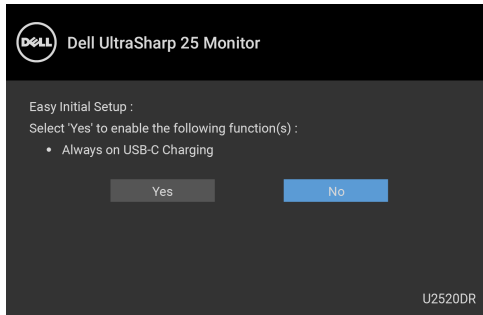 DELL
Dell UltraSharp 25 Monitor
Easy Initial Setup :
Select 'Yes' to enable the following function(s) :
• Always on USB-C Charging
Yes
No
U2520DR